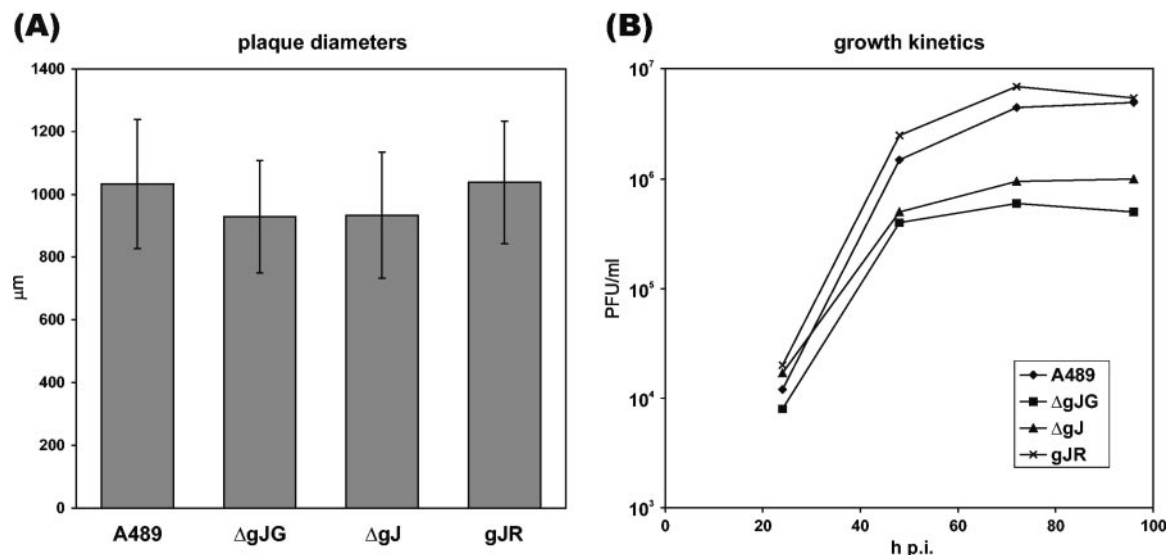 (A)
plaque diameters
1400
1200
1000
800
600
400
200
0
μm
A489
ΔgJG
ΔgJ
gJR
(B)
growth kinetics
10⁷
10⁶
10⁵
10⁴
10³
PFU/ml
0
20
40
60
80
100
h p.i.
A489
ΔgJG
ΔgJ
gJR